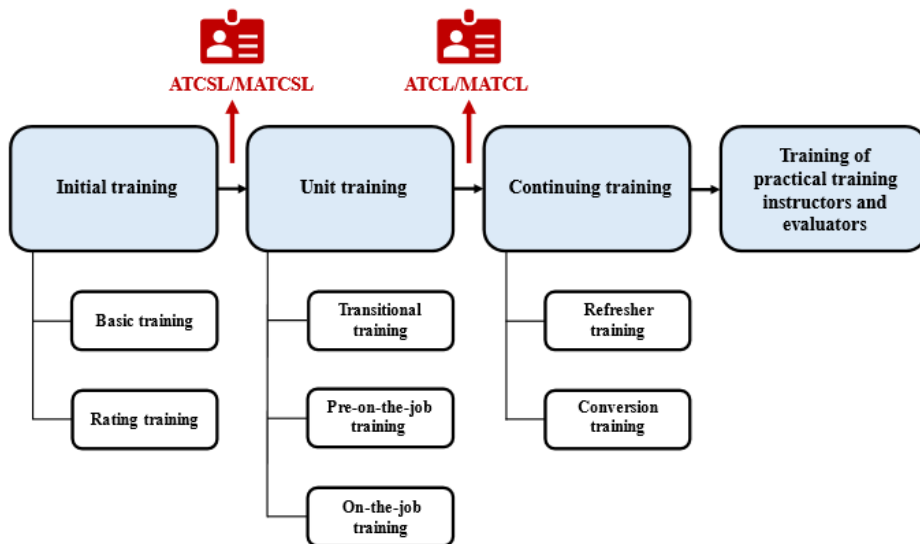 ATCSL/MATCSL
ATCL/MATCL
Initial training
Unit training
Continuing training
Training of
practical training
instructors and
evaluators
Basic training
Rating training
Transitional
training
Pre-on-the-job
training
On-the-job
training
Refresher
training
Conversion
training